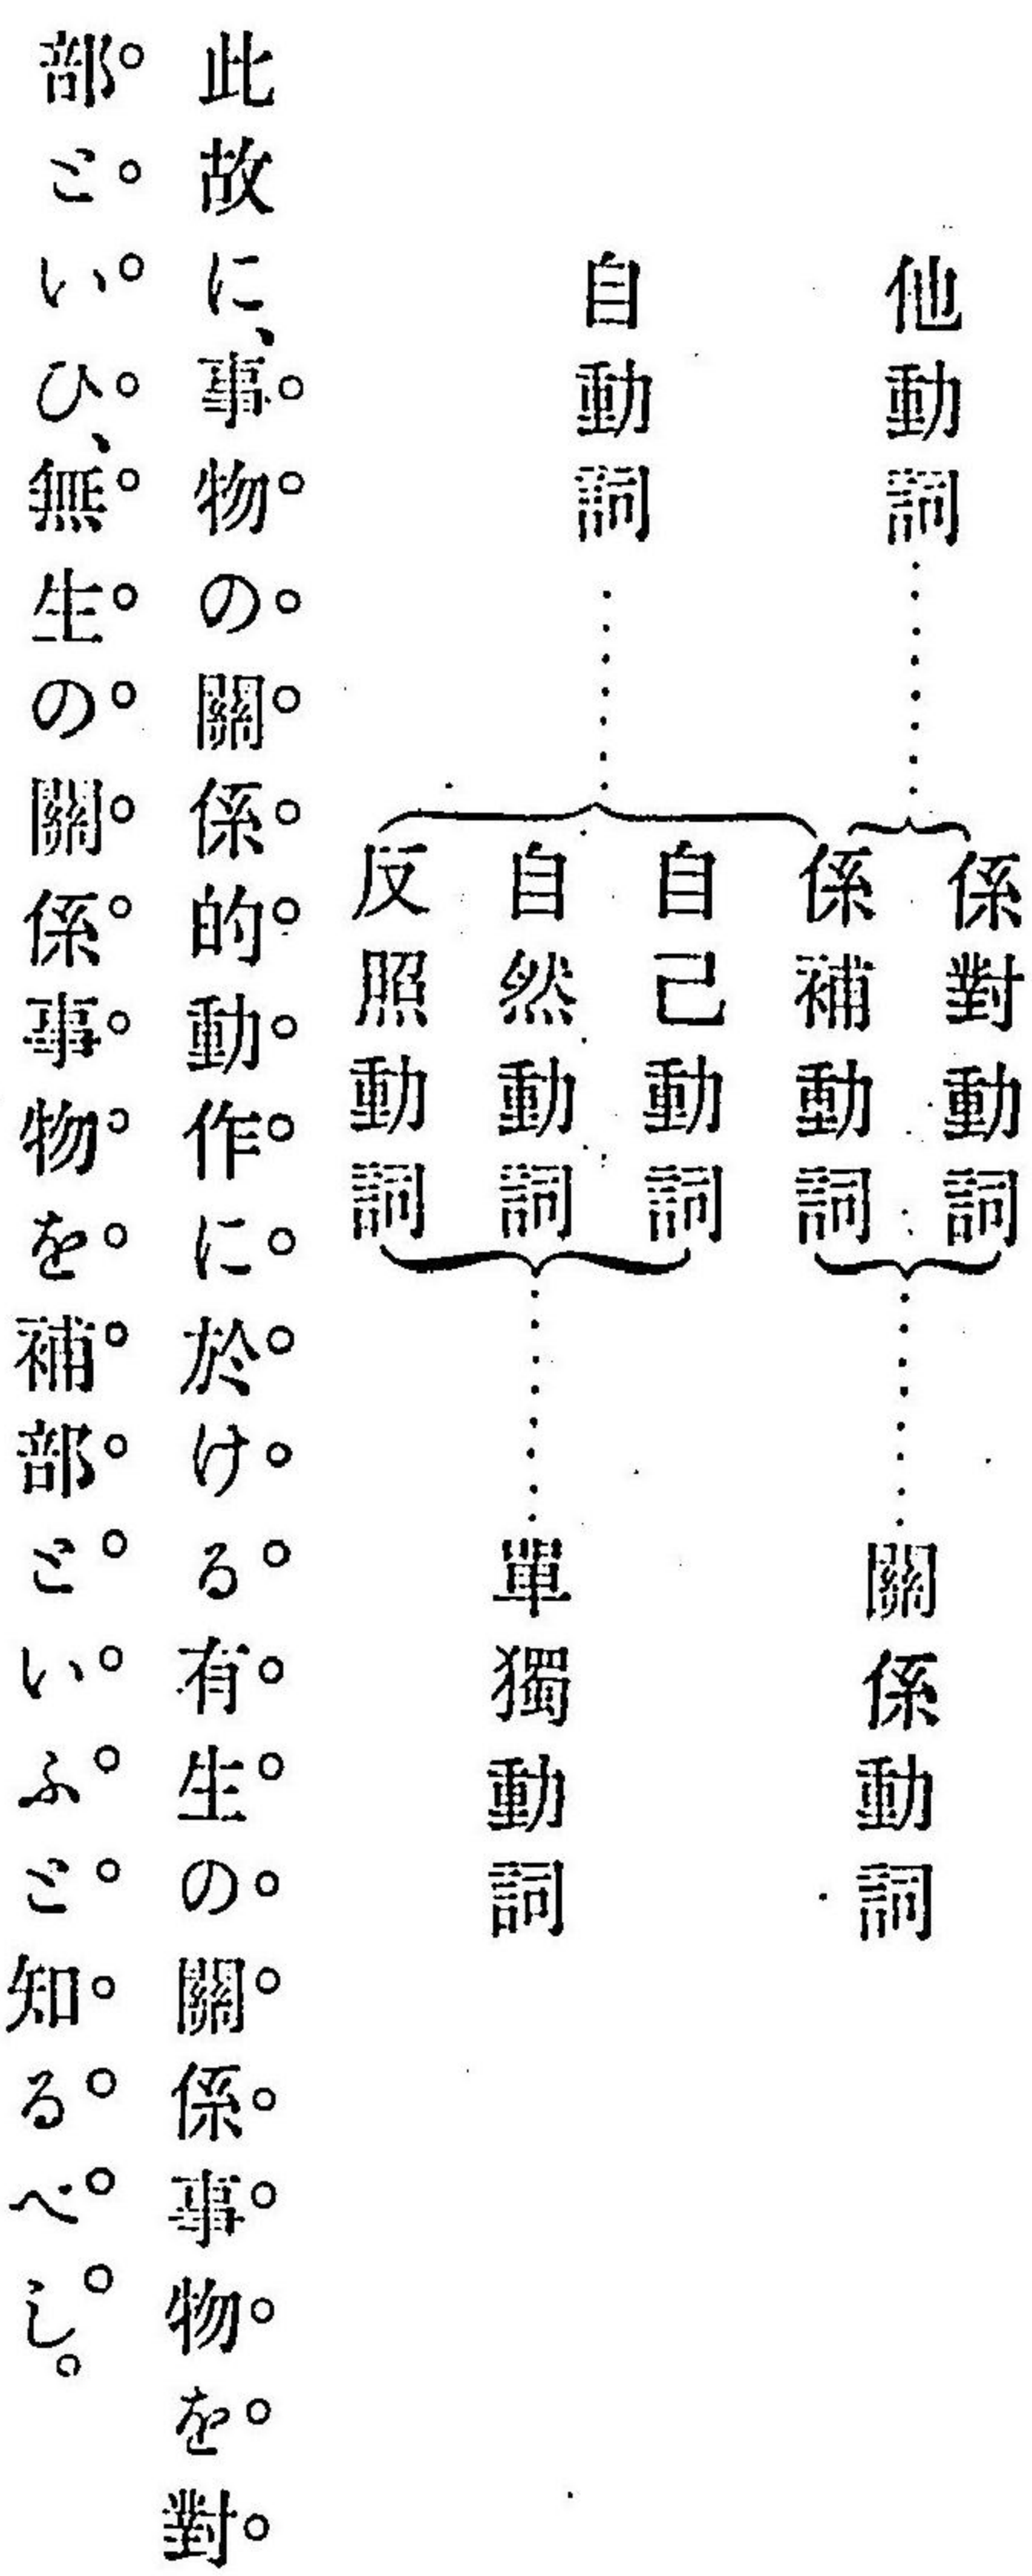 他動詞
係對動詞
係補動詞
關係動詞
自動詞
自己動詞
自然動詞
反照動詞
單獨動詞
此故に、事物の關係的動作に於ける有生の關係事物を對
部といひ、無生の關係事物を補部といふと知るべし。